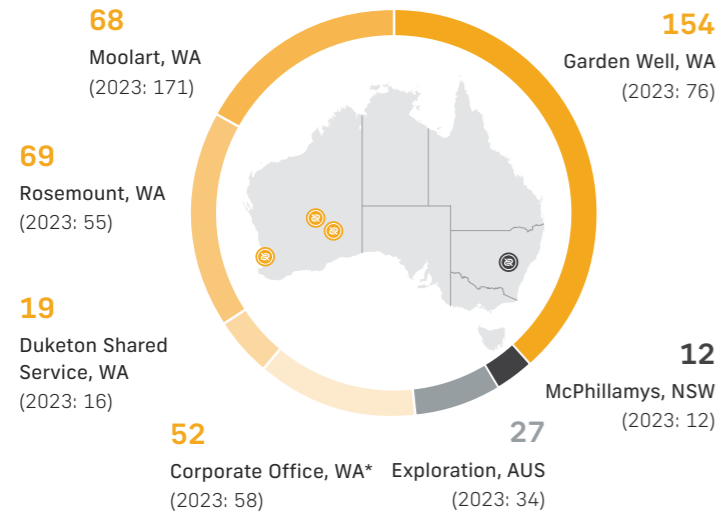 68
Moolart, WA
(2023: 171)
154
Garden Well, WA
(2023: 76)
69
Rosemount, WA
(2023: 55)
19
Duketon Shared
Service, WA
(2023: 16)
12
McPhillamys, NSW
(2023: 12)
52
Corporate Office, WA*
(2023: 58)
27
Exploration, AUS
(2023: 34)